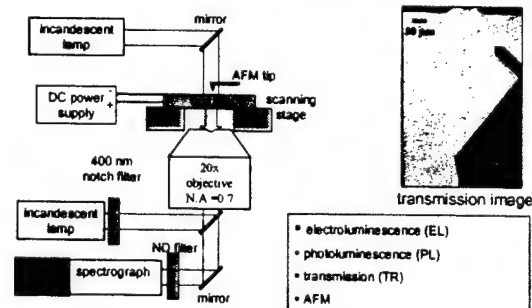 mirror
incandescent
lamp
AFM tip
DC power
supply
-
+
scanning
stage
400 nm
notch filter
20x
objective
N.A =0.7
incandescent
lamp
ND filter
spectrograph
mirror
transmission image
• electroluminescence (EL)
• photoluminescence (PL)
• transmission (TR)
• AFM